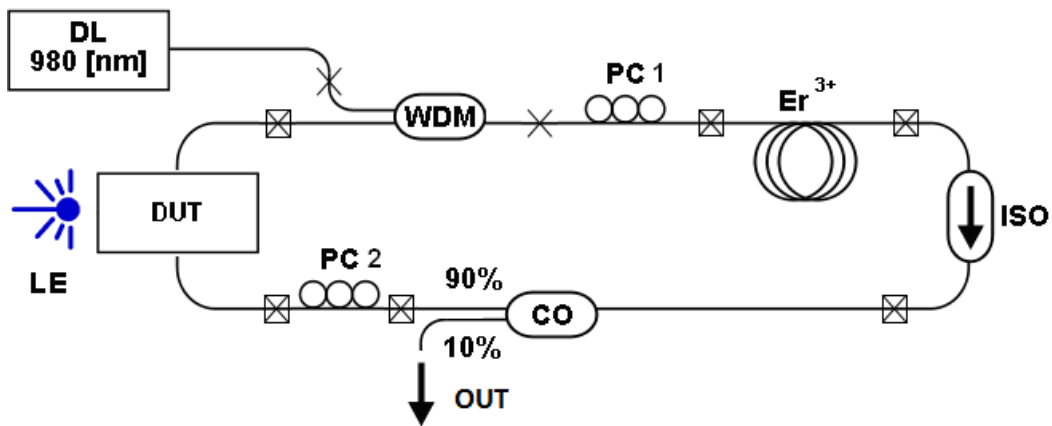 DL
980 [nm]
WDM
PC 1
Er 3+
ISO
DUT
LE
PC 2
90%
CO
10%
OUT